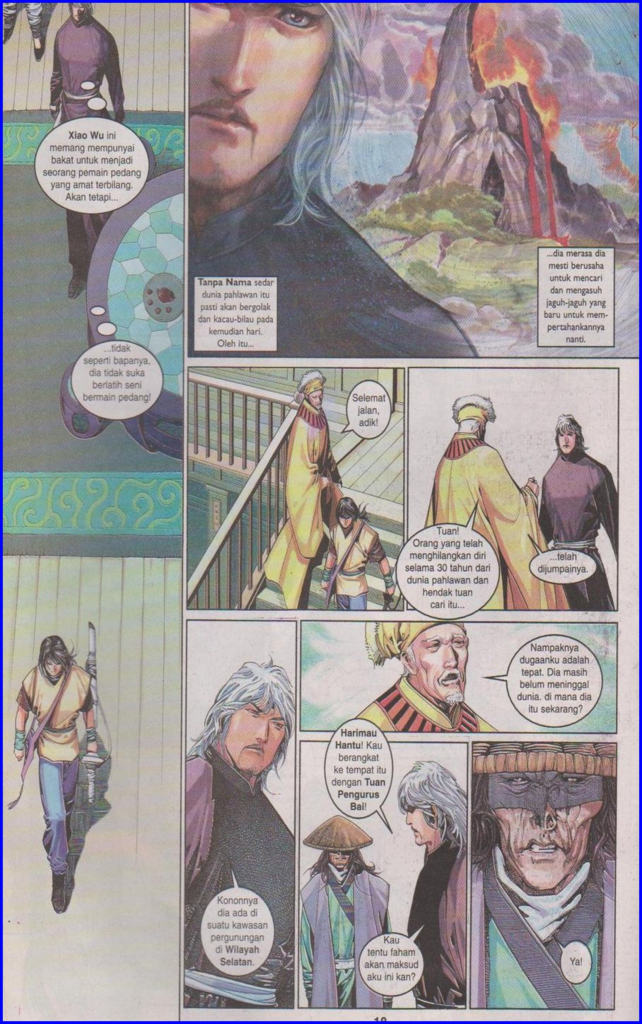 Xiao Wu ini
memang mempunyai
bakat untuk menjadi
seorang pemain pedang
yang amat terbilang.
Akan tetapi...
...tidak
seperti bapanya,
dia tidak suka
berlatih seni
bermain pedang!
Tanpa Nama sedar
dunia pahlawan itu
pasti akan bergolak
dan kacau-bilau pada
kemudian hari.
Oleh itu...
...dia merasa dia
mesti berusaha
untuk mencari
dan mengasuh
jaguh-jaguh yang
baru untuk mem-
pertahankannya
nanti.
Selemat
jalan,
adik!
Tuan!
Orang yang telah
menghilangkan diri
selama 30 tahun dari
dunia pahlawan dan
hendak tuan
cari itu...
...telah
dijumpainya.
Kononnya
dia ada di
suatu kawasan
pergunungan
di Wilayah
Selatan.
Nampaknya
dugaanku adalah
tepat. Dia masih
belum meninggal
dunia. di mana dia
itu sekarang?
Harimau
Hantu! Kau
berangkat
ke tempat itu
dengan Tuan
Pengurus
Bai!
Kau
tentu faham
akan maksud
aku ini kan?
Ya!